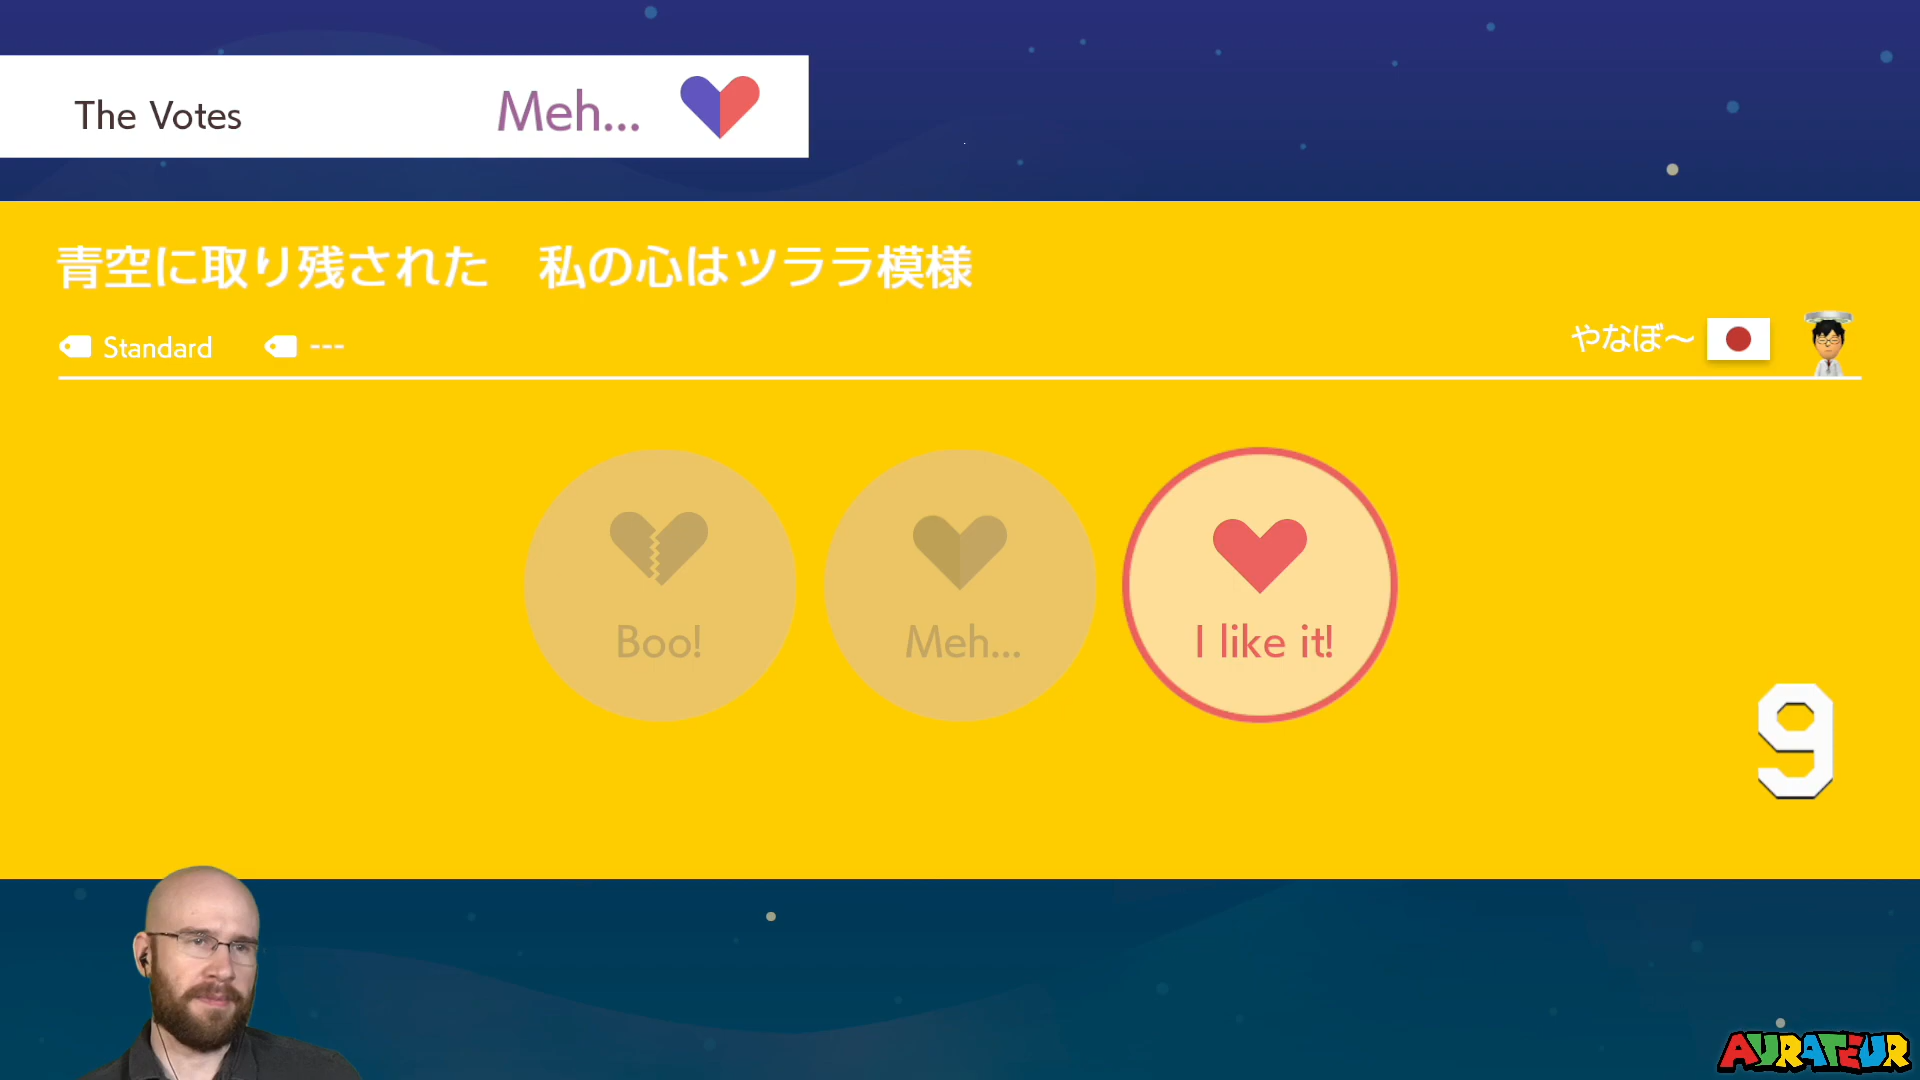 The Votes
Meh...
青空に取り残された　私の心はツララ模様
Standard
---
やなぼ～
Boo!
Meh...
I like it!
9
AURATEUR